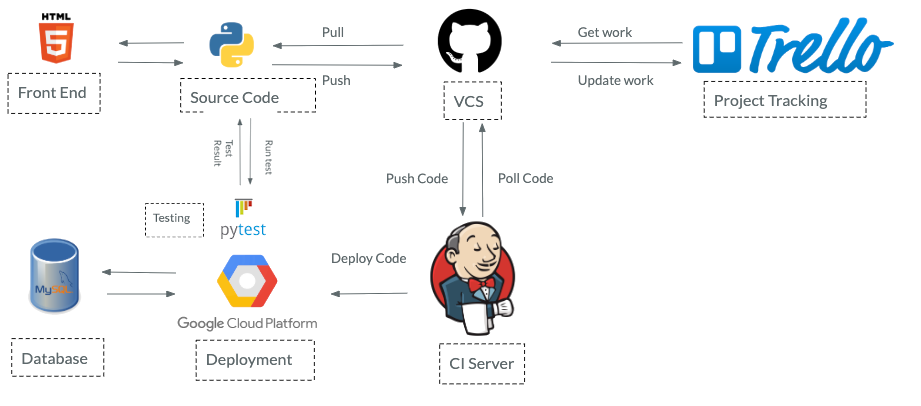 HTML
5
Front End
Source Code
Pull
Push
VCS
Get work
Update work
Trello
Project Tracking
Test
Result
Run test
Testing
pytest
Push Code
Poll Code
MySQL
Database
Google Cloud Platform
Deployment
Deploy Code
CI Server